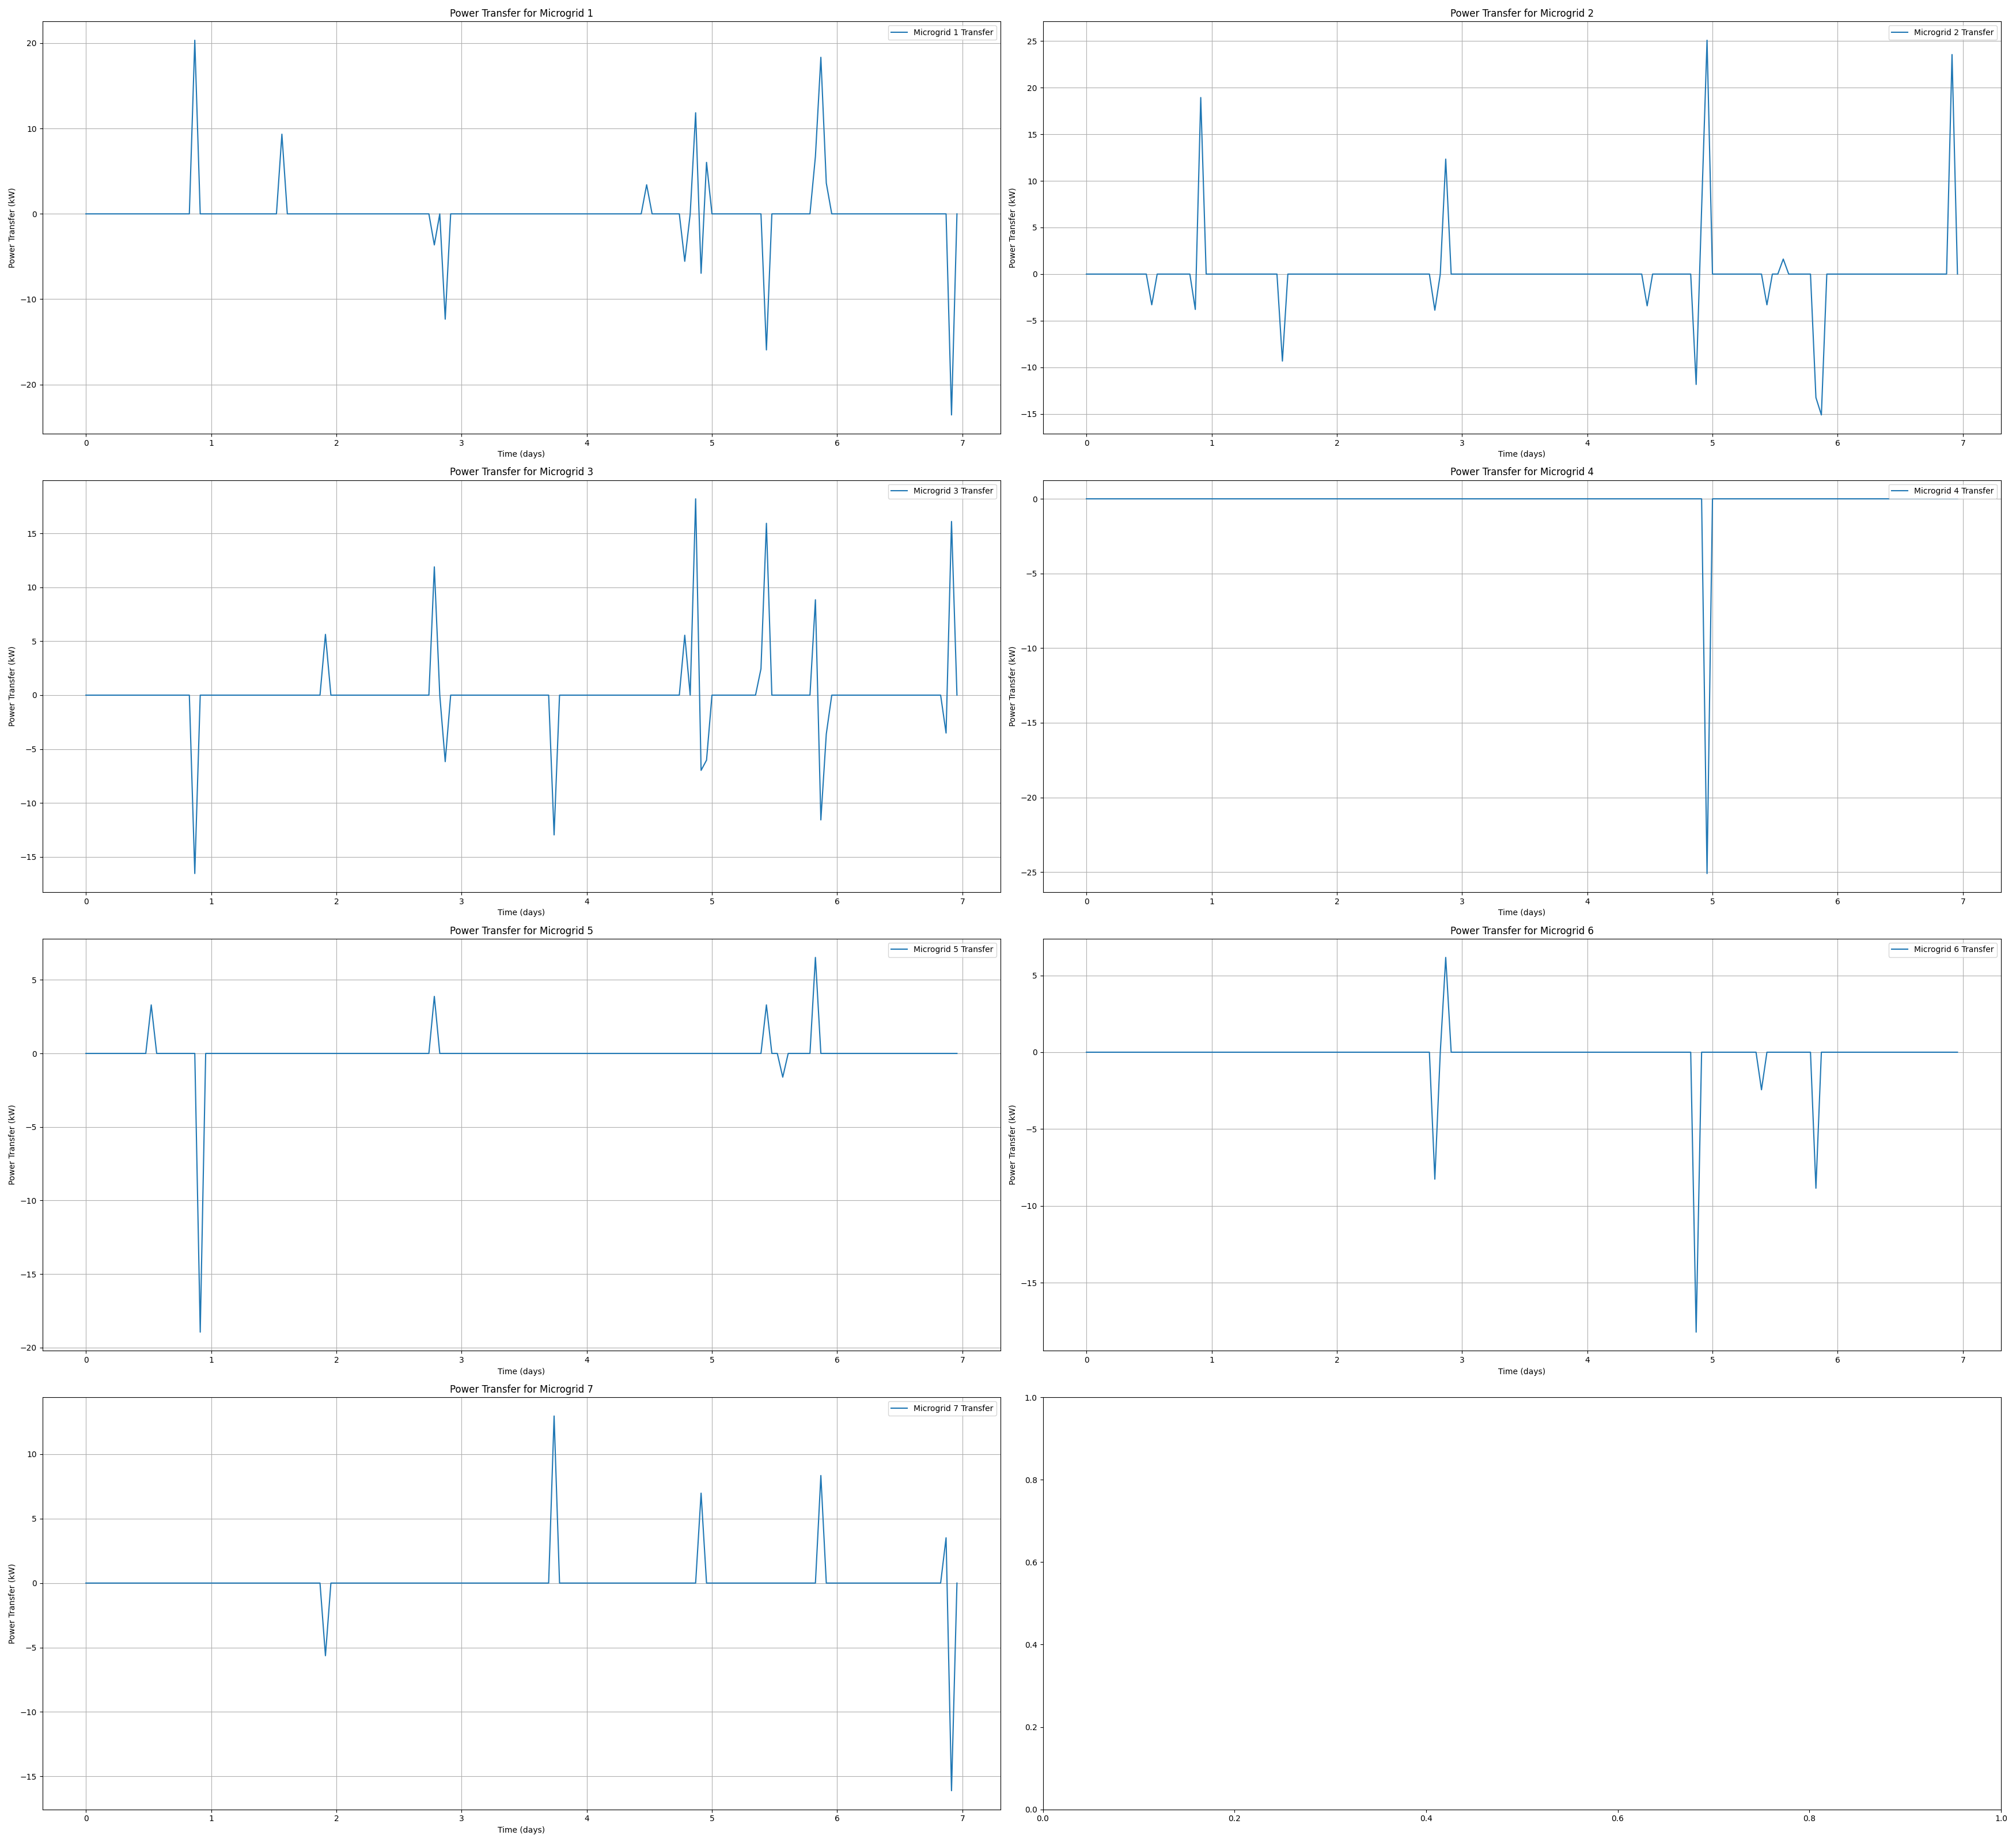 Power Transfer for Microgrid 1
Microgrid 1 Transfer
Power Transfer (kW)
20
10
0
−10
−20
0 1 2 3 4 5 6 7
Time (days)
Power Transfer for Microgrid 2
Microgrid 2 Transfer
Power Transfer (kW)
25
20
15
10
5
0
−5
−10
−15
0 1 2 3 4 5 6 7
Time (days)
Power Transfer for Microgrid 3
Microgrid 3 Transfer
Power Transfer (kW)
15
10
5
0
−5
−10
−15
0 1 2 3 4 5 6 7
Time (days)
Power Transfer for Microgrid 4
Microgrid 4 Transfer
Power Transfer (kW)
0
−5
−10
−15
−20
−25
0 1 2 3 4 5 6 7
Time (days)
Power Transfer for Microgrid 5
Microgrid 5 Transfer
Power Transfer (kW)
5
0
−5
−10
−15
−20
0 1 2 3 4 5 6 7
Time (days)
Power Transfer for Microgrid 6
Microgrid 6 Transfer
Power Transfer (kW)
5
0
−5
−10
−15
0 1 2 3 4 5 6 7
Time (days)
Power Transfer for Microgrid 7
Microgrid 7 Transfer
Power Transfer (kW)
10
5
0
−5
−10
−15
0 1 2 3 4 5 6 7
Time (days)
1.0
0.8
0.6
0.4
0.2
0.0
0.0 0.2 0.4 0.6 0.8 1.0